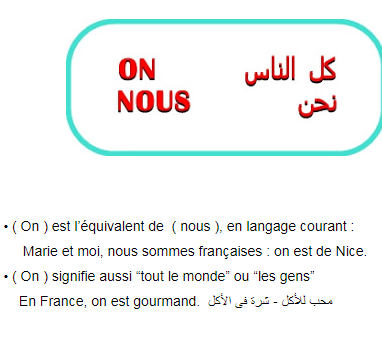 ON كل الناس
NOUS نحن
• ( On ) est l’équivalent de ( nous ), en langage courant :
Marie et moi, nous sommes françaises : on est de Nice.
• ( On ) signifie aussi “tout le monde” ou “les gens”
En France, on est gourmand. محب للأكل - شرة فى الأكل